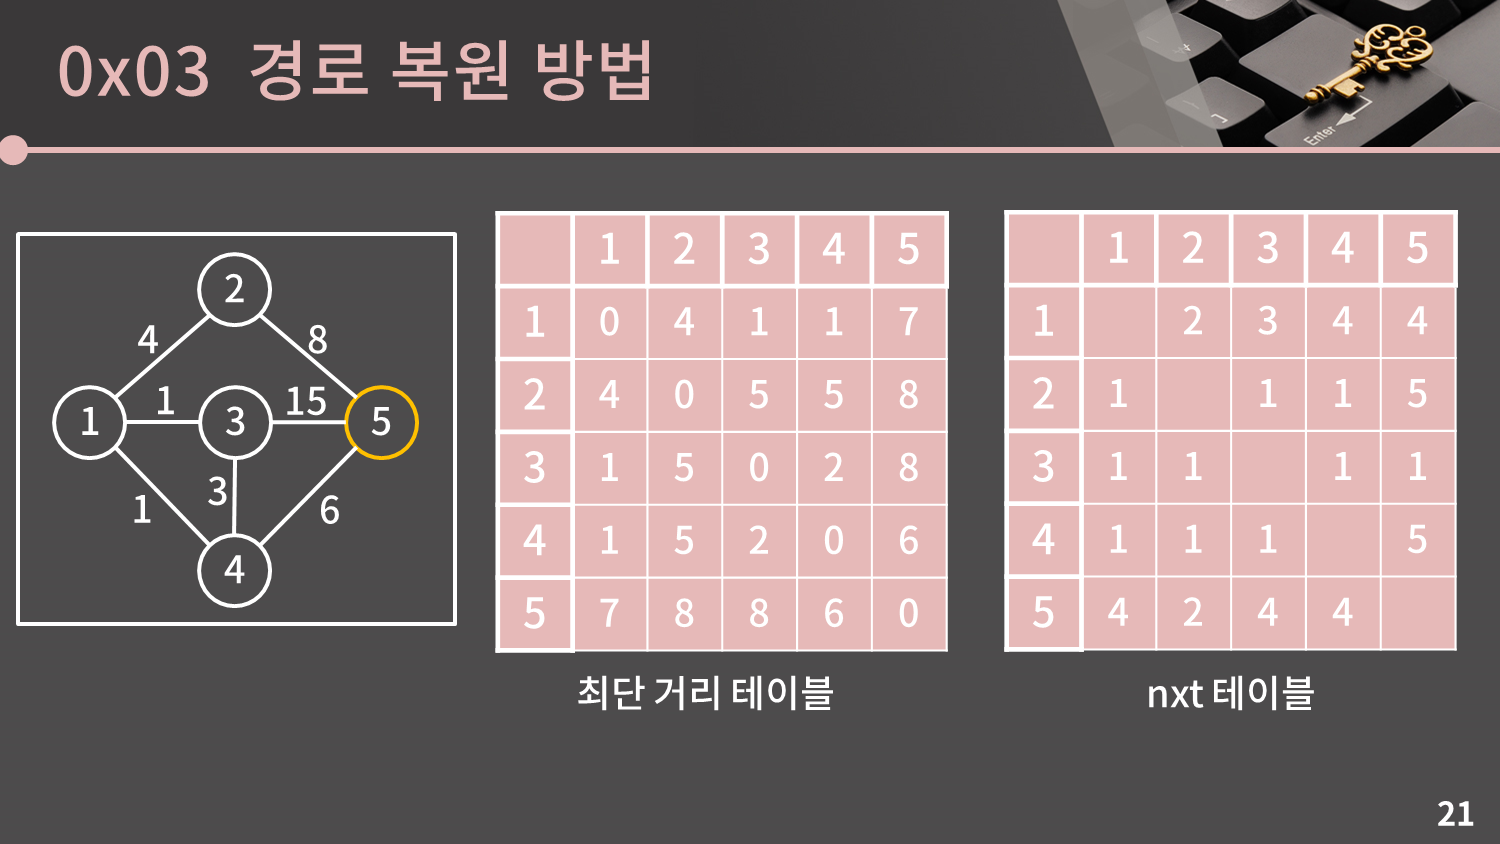 0x03 경로 복원 방법
Enter
2
4 8
1 1 3 15 5
1 3 6
4
1 2 3 4 5
1 0 4 1 1 7
2 4 0 5 5 8
3 1 5 0 2 8
4 1 5 2 0 6
5 7 8 8 6 0
최단 거리 테이블
1 2 3 4 5
1 2 3 4 4
2 1 1 1 5
3 1 1 1 1
4 1 1 1 5
5 4 2 4 4
nxt 테이블
21